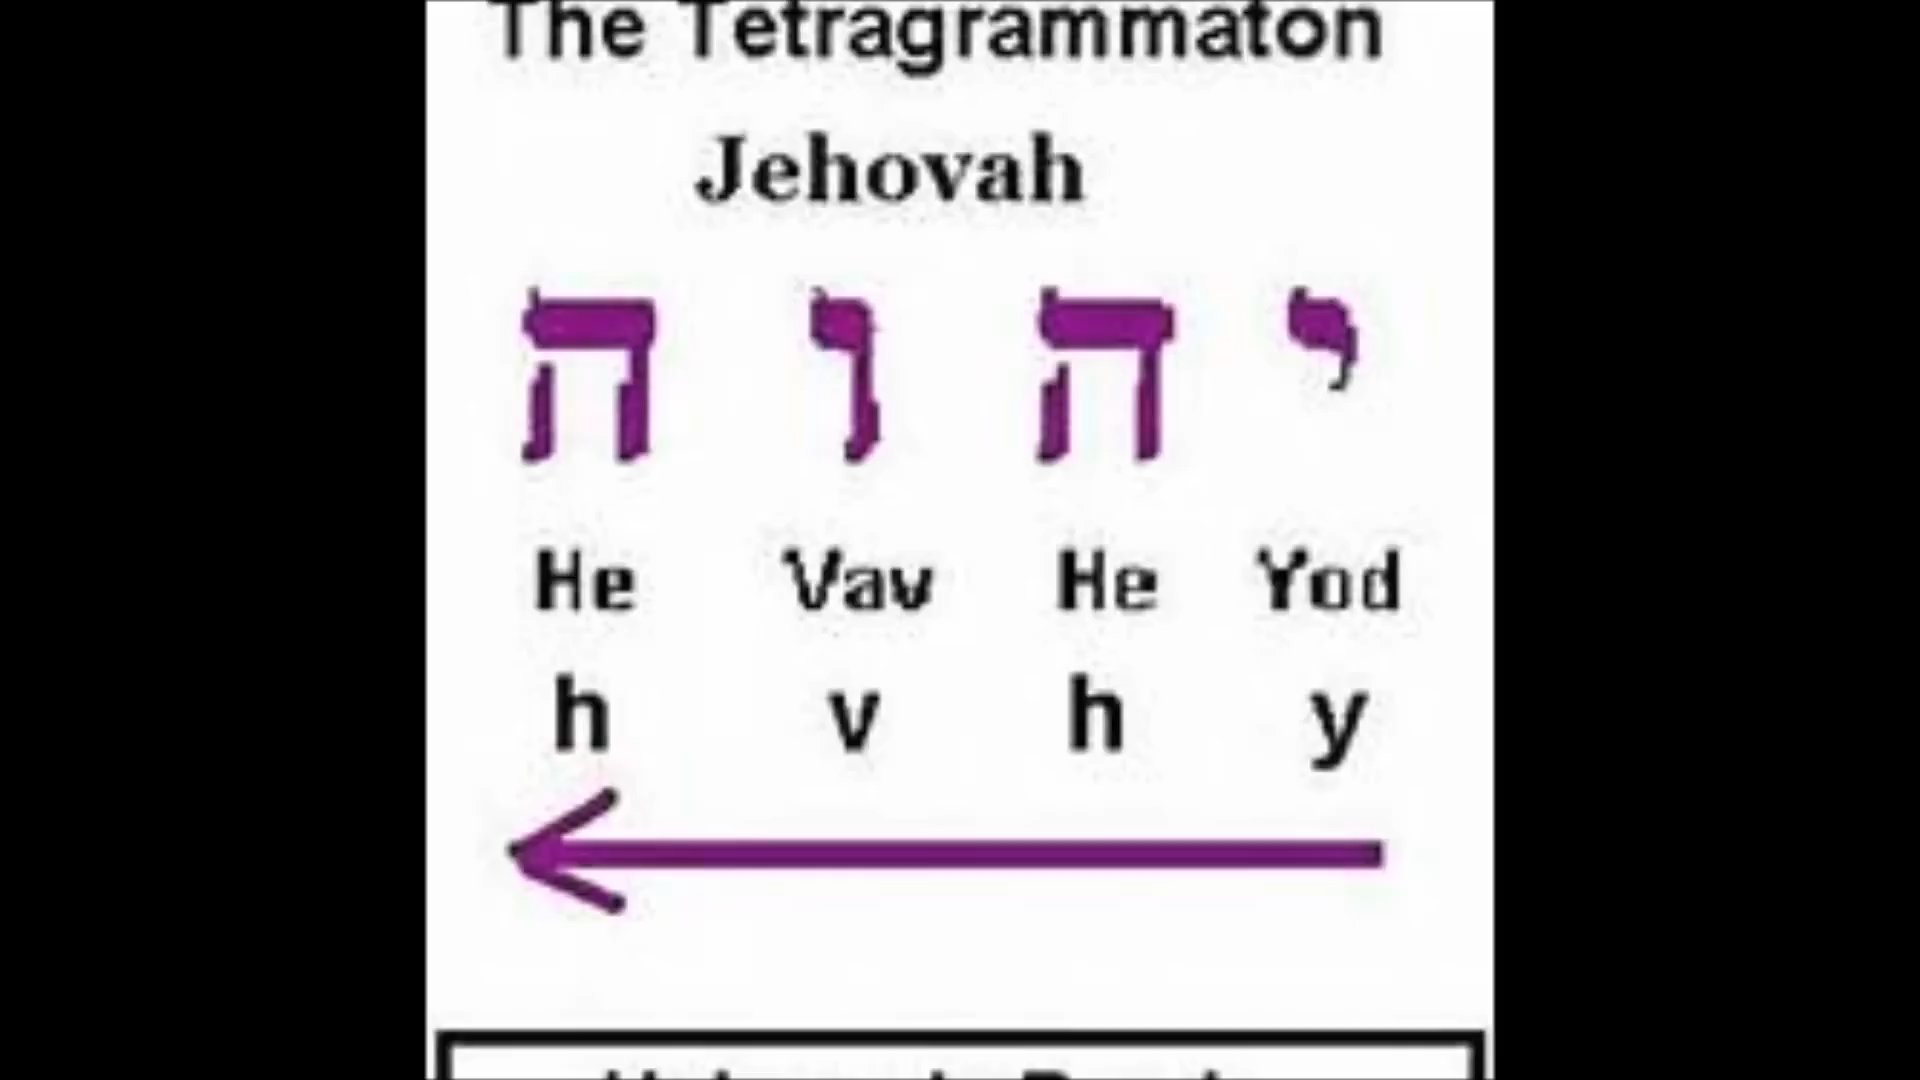 The Tetragrammaton
Jehovah
י ה ו ה
He Vav He Yod
h v h y